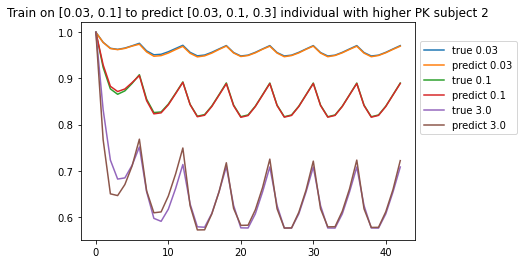 Train on [0.03, 0.1] to predict [0.03, 0.1, 0.3] individual with higher PK subject 2
1.0
0.9
0.8
0.7
0.6
0
10
20
30
40
true 0.03
predict 0.03
true 0.1
predict 0.1
true 3.0
predict 3.0